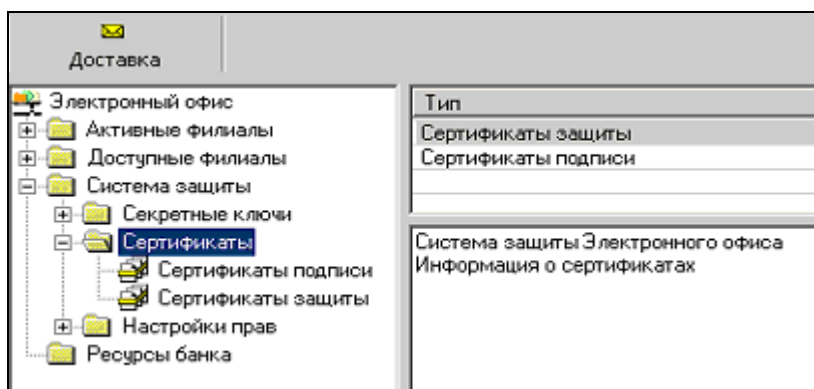 Доставка
Электронный офис
Активные филиалы
Доступные филиалы
Система защиты
Секретные ключи
Сертификаты
Сертификаты подписи
Сертификаты защиты
Настройки прав
Ресурсы банка
Тип
Сертификаты защиты
Сертификаты подписи
Система защиты Электронного офиса
Информация о сертификатах